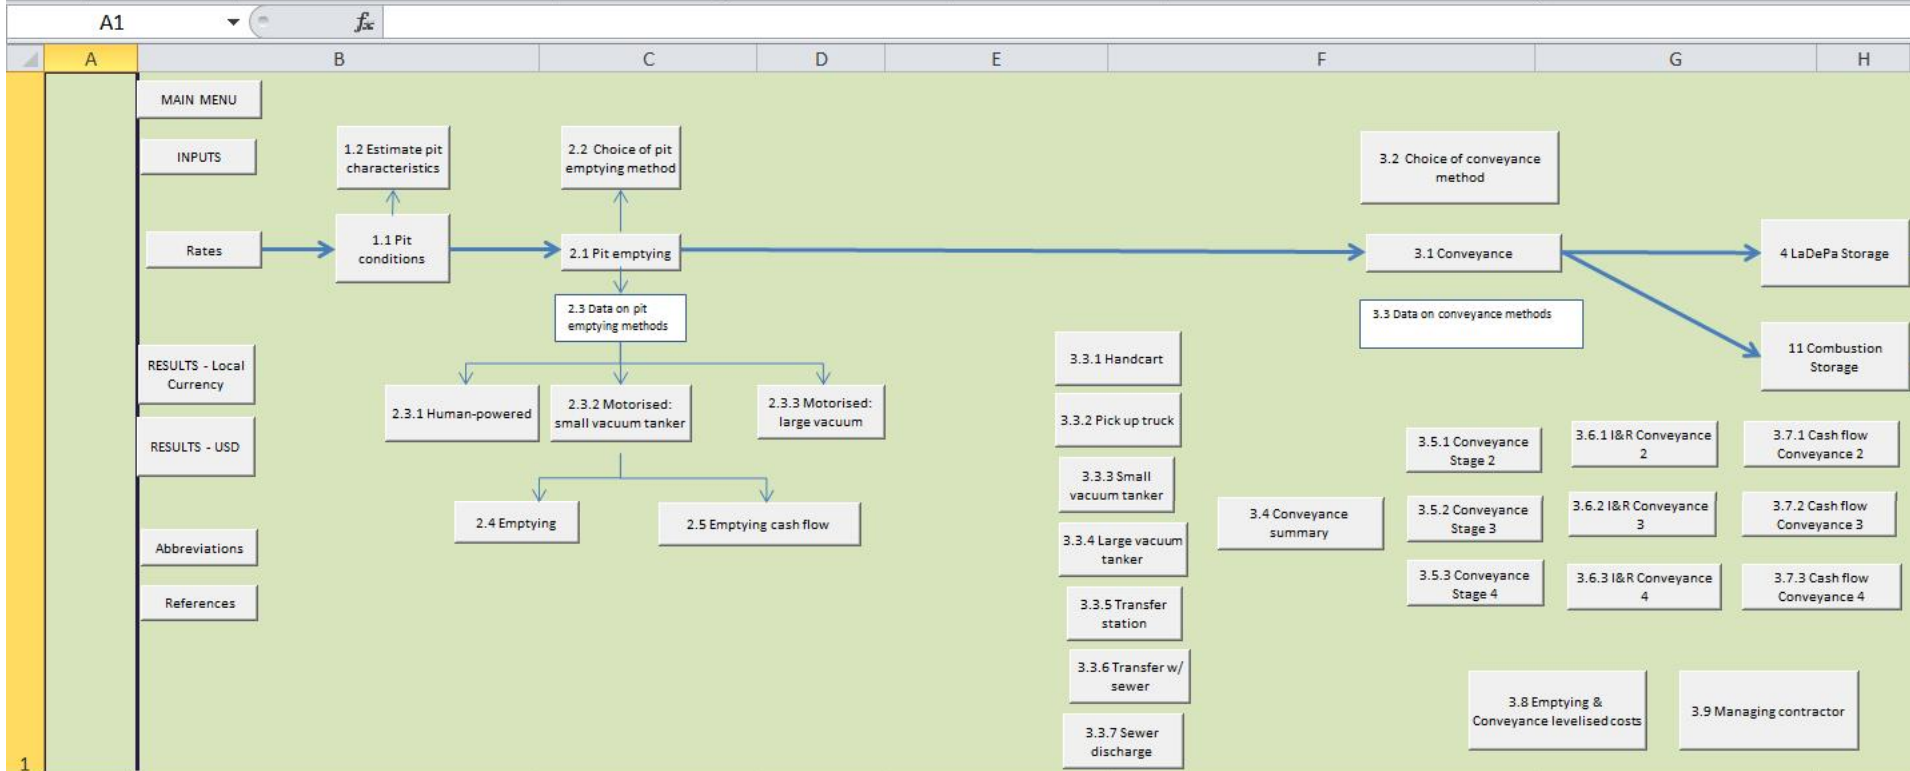 A1
fx
A B C D E F G H
MAIN MENU
INPUTS
1.2 Estimate pit
characteristics
2.2 Choice of pit
emptying method
3.2 Choice of conveyance
method
Rates
1.1 Pit
conditions
2.1 Pit emptying
3.1 Conveyance
4 LaDePa Storage
2.3 Data on pit
emptying methods
3.3 Data on conveyance methods
11 Combustion
Storage
RESULTS - Local
Currency
RESULTS - USD
2.3.1 Human-powered
2.3.2 Motorised:
small vacuum tanker
2.3.3 Motorised:
large vacuum
2.4 Emptying
2.5 Emptying cash flow
Abbreviations
References
3.3.1 Handcart
3.3.2 Pick up truck
3.3.3 Small
vacuum tanker
3.3.4 Large vacuum
tanker
3.3.5 Transfer
station
3.3.6 Transfer w/
sewer
3.3.7 Sewer
discharge
3.4 Conveyance
summary
3.5.1 Conveyance
Stage 2
3.6.1 I&R Conveyance
2
3.7.1 Cash flow
Conveyance 2
3.5.2 Conveyance
Stage 3
3.6.2 I&R Conveyance
3
3.7.2 Cash flow
Conveyance 3
3.5.3 Conveyance
Stage 4
3.6.3 I&R Conveyance
4
3.7.3 Cash flow
Conveyance 4
3.8 Emptying &
Conveyance levelised costs
3.9 Managing contractor
1